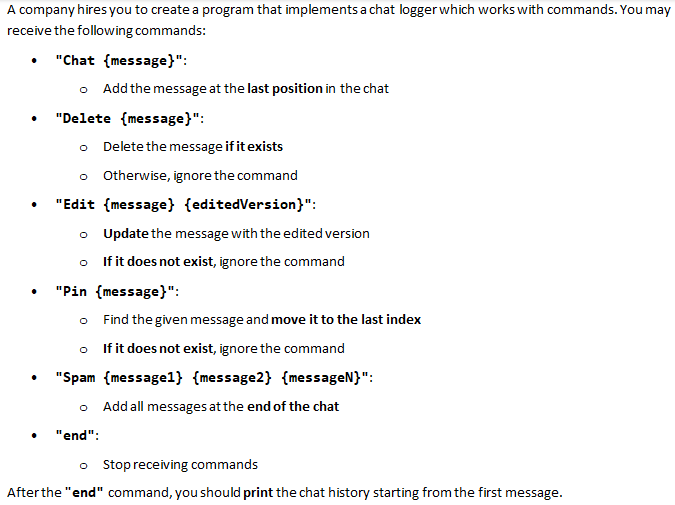 A company hires you to create a program that implements a chat logger which works with commands. You may
receive the following commands:
• "Chat {message}":
o Add the message at the last position in the chat
• "Delete {message}":
o Delete the message if it exists
o Otherwise, ignore the command
• "Edit {message} {editedVersion}":
o Update the message with the edited version
o If it does not exist, ignore the command
• "Pin {message}":
o Find the given message and move it to the last index
o If it does not exist, ignore the command
• "Spam {message1} {message2} {messageN}":
o Add all messages at the end of the chat
• "end":
o Stop receiving commands
After the "end" command, you should print the chat history starting from the first message.